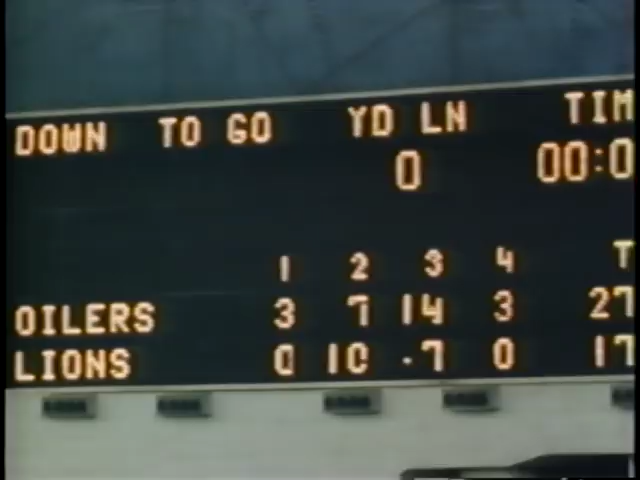 DOWN TO GO YD LN TIM
0 00:0
1 2 3 4 T
OILERS 3 7 14 3 27
LIONS 0 10 .7 0 17